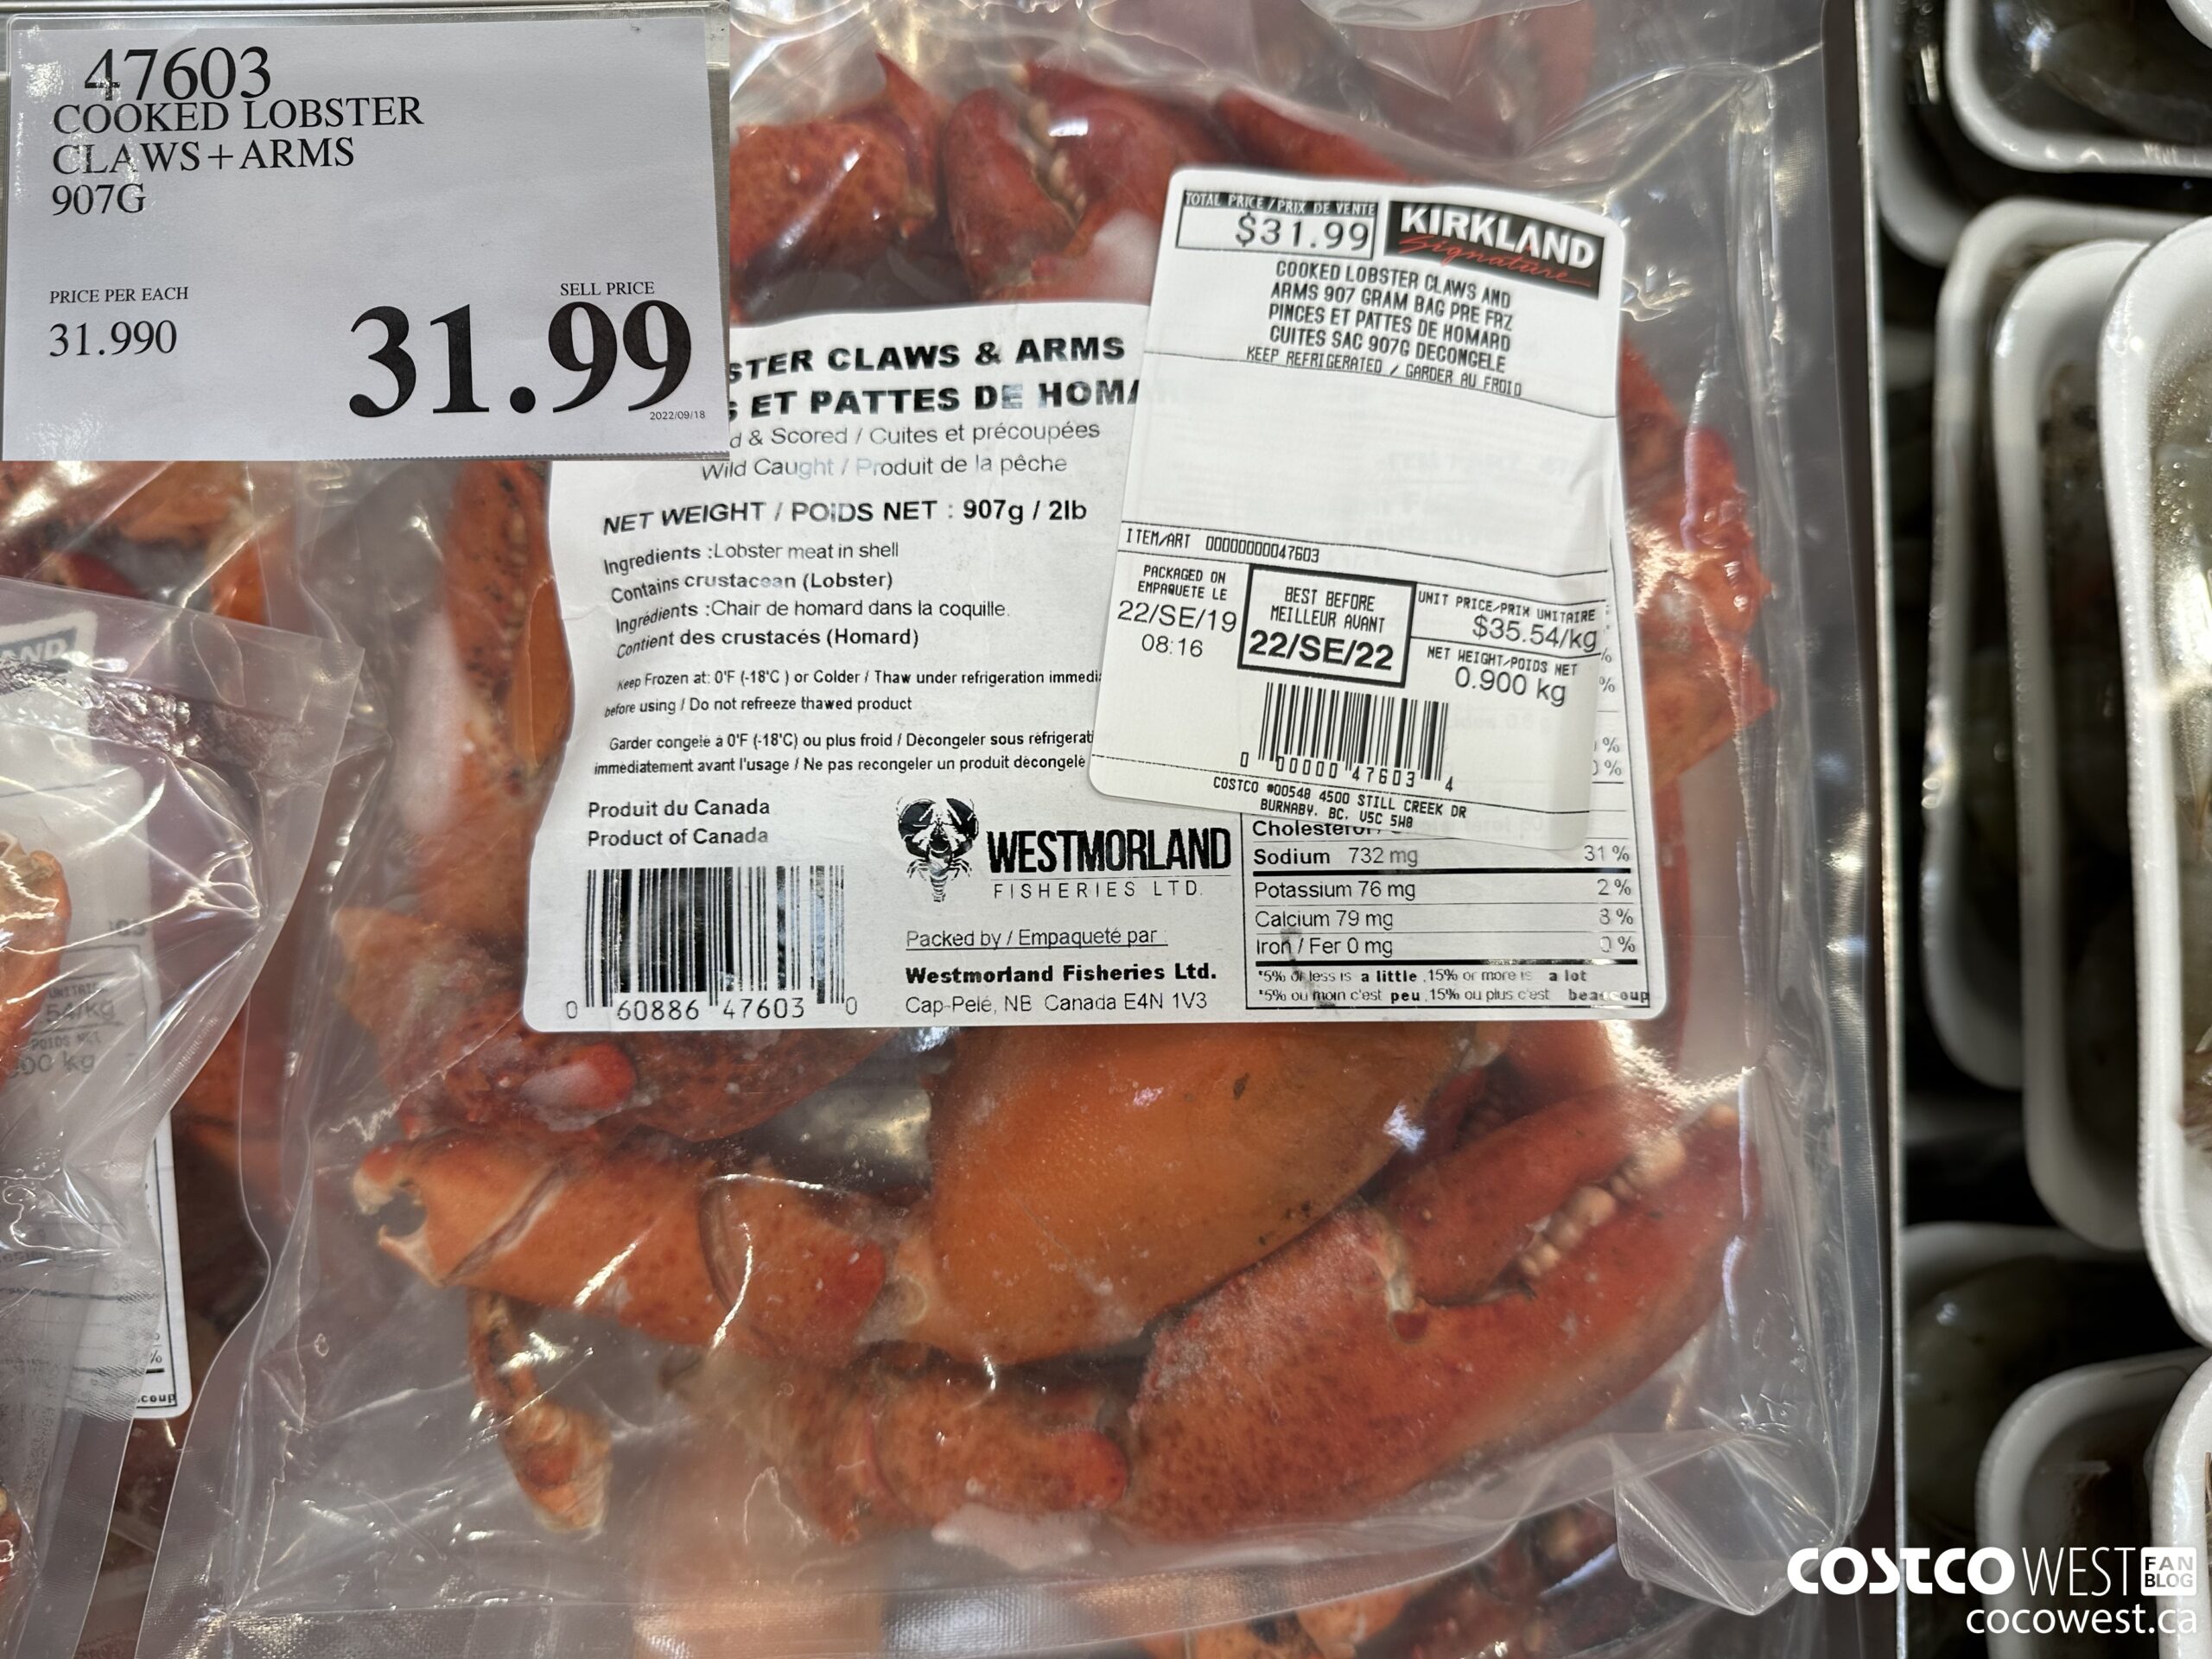 47603
COOKED LOBSTER
CLAWS+ARMS
907G
PRICE PER EACH
31.990
SELL PRICE
31.99
2022/09/18
TOTAL PRICE/PRIX DE VENTE
$31.99
KIRKLAND
Signature
COOKED LOBSTER CLAWS AND
ARMS 907 GRAM BAG PRE FRZ
PINCES ET PATTES DE HOMARD
CUITES SAC 907G DECONGELE
KEEP REFRIGERATED / GARDER AU FROID
ITEM/ART 00000000047603
PACKAGED ON
EMPAQUETE LE
22/SE/19
08:16
BEST BEFORE
MEILLEUR AVANT
22/SE/22
UNIT PRICE/PRIX UNITAIRE
$35.54/kg
NET WEIGHT/POIDS NET
0.900 kg
0 00000 47603 4
COSTCO #00548 4500 STILL CREEK DR
BURNABY, BC, V5C 5W8
STER CLAWS & ARMS
ET PATTES DE HOMA
d & Scored / Cuites et précoupées
Wild Caught / Produit de la pêche
NET WEIGHT / POIDS NET : 907g / 2lb
Ingredients :Lobster meat in shell
Contains crustacean (Lobster)
Ingrédients :Chair de homard dans la coquille.
Contient des crustacés (Homard)
Keep Frozen at: 0'F (-18'C ) or Colder / Thaw under refrigeration immedi
before using / Do not refreeze thawed product
Garder congelé à 0'F (-18'C) ou plus froid / Décongeler sous réfrigerati
immédiatement avant l'usage / Ne pas recongeler un produit décongelé
Produit du Canada
Product of Canada
0 60886 47603 0
WESTMORLAND
FISHERIES LTD.
Packed by / Empaqueté par :
Westmorland Fisheries Ltd.
Cap-Pelé, NB Canada E4N 1V3
Cholesterol
Sodium 732 mg 31 %
Potassium 76 mg 2 %
Calcium 79 mg 3 %
Iron / Fer 0 mg 0 %
*5% or less is a little ,15% or more is a lot
*5% ou moin c'est peu ,15% ou plus c'est beaucoup
COSTCO WEST FAN BLOG
cocowest.ca